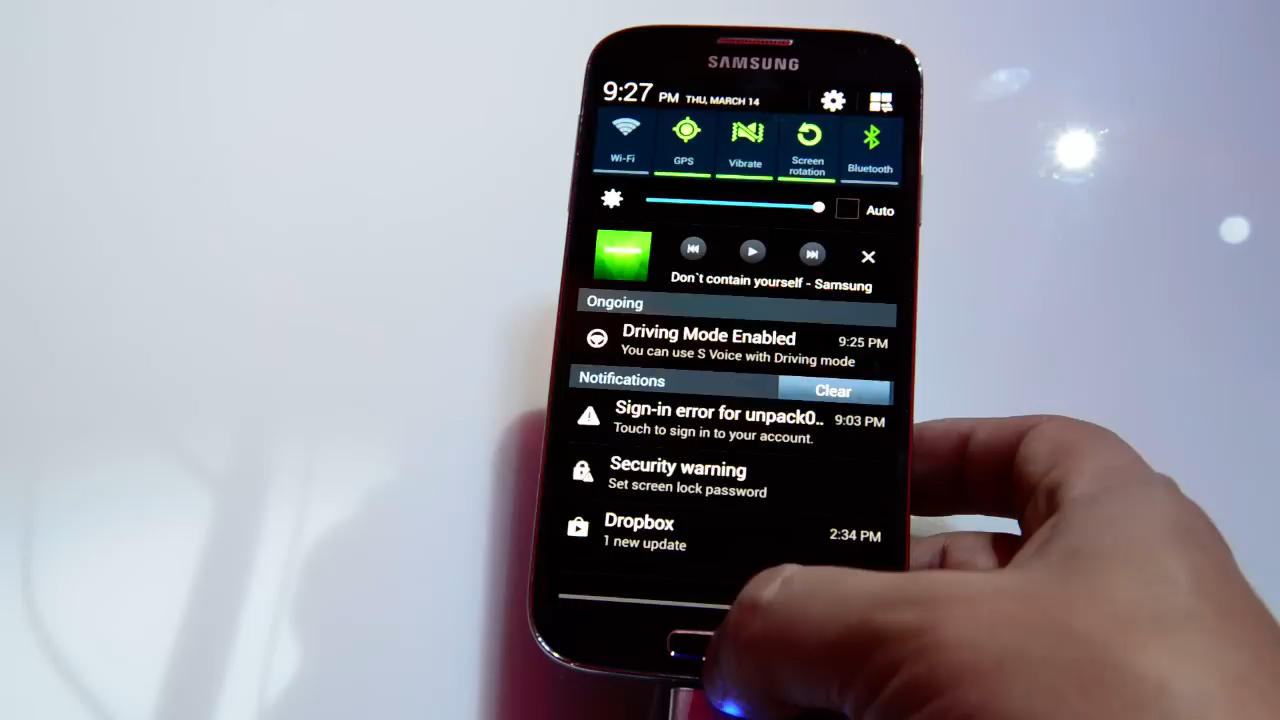 SAMSUNG
9:27 PM THU, MARCH 14
Wi-Fi
GPS
Vibrate
Screen
rotation
Bluetooth
Auto
Don`t contain yourself - Samsung
Ongoing
Driving Mode Enabled 9:25 PM
You can use S Voice with Driving mode
Notifications Clear
Sign-in error for unpack0.. 9:03 PM
Touch to sign in to your account.
Security warning
Set screen lock password
Dropbox 2:34 PM
1 new update